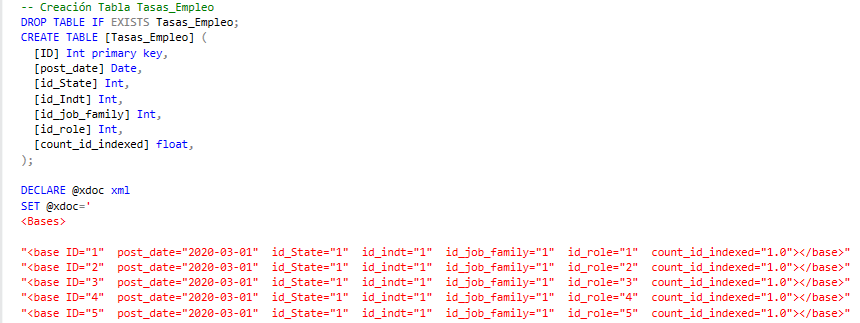 -- Creación Tabla Tasas_Empleo
DROP TABLE IF EXISTS Tasas_Empleo;
CREATE TABLE [Tasas_Empleo] (
[ID] Int primary key,
[post_date] Date,
[id_State] Int,
[id_Indt] Int,
[id_job_family] Int,
[id_role] Int,
[count_id_indexed] float,
);
DECLARE @xdoc xml
SET @xdoc='
<Bases>
"<base ID="1" post_date="2020-03-01" id_State="1" id_indt="1" id_job_family="1" id_role="1" count_id_indexed="1.0"></base>"
"<base ID="2" post_date="2020-03-01" id_State="1" id_indt="1" id_job_family="1" id_role="2" count_id_indexed="1.0"></base>"
"<base ID="3" post_date="2020-03-01" id_State="1" id_indt="1" id_job_family="1" id_role="3" count_id_indexed="1.0"></base>"
"<base ID="4" post_date="2020-03-01" id_State="1" id_indt="1" id_job_family="1" id_role="4" count_id_indexed="1.0"></base>"
"<base ID="5" post_date="2020-03-01" id_State="1" id_indt="1" id_job_family="1" id_role="5" count_id_indexed="1.0"></base>"